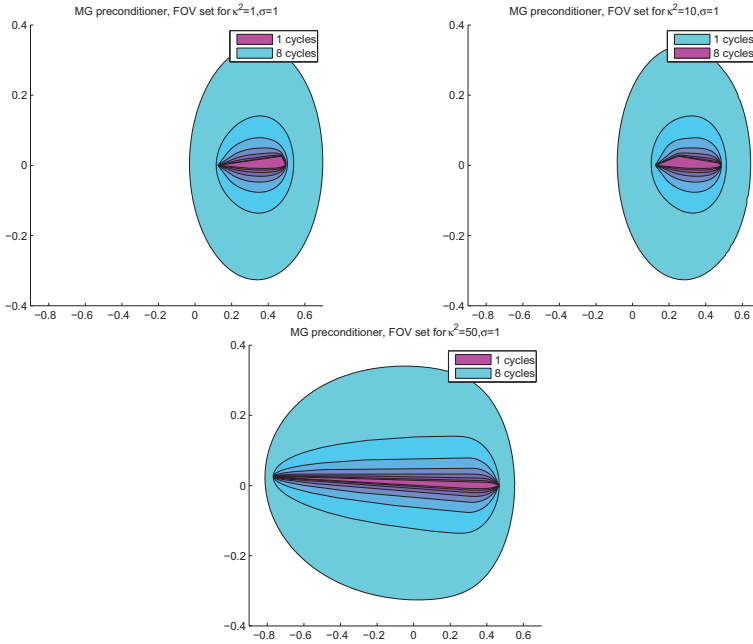 MG preconditioner, FOV set for κ²=1,σ=1
1 cycles
8 cycles
0.4
0.2
0
−0.2
−0.4
−0.8 −0.6 −0.4 −0.2 0 0.2 0.4 0.6
MG preconditioner, FOV set for κ²=10,σ=1
1 cycles
8 cycles
0.4
0.2
0
−0.2
−0.4
−0.8 −0.6 −0.4 −0.2 0 0.2 0.4 0.6
MG preconditioner, FOV set for κ²=50,σ=1
1 cycles
8 cycles
0.4
0.2
0
−0.2
−0.4
−0.8 −0.6 −0.4 −0.2 0 0.2 0.4 0.6